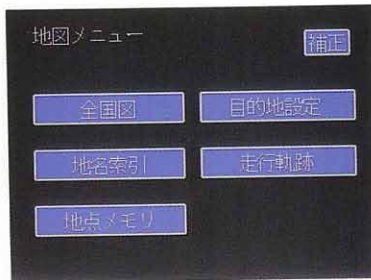 地図メニュー
補正
全国図
目的地設定
地名索引
走行軌跡
地点メモリ